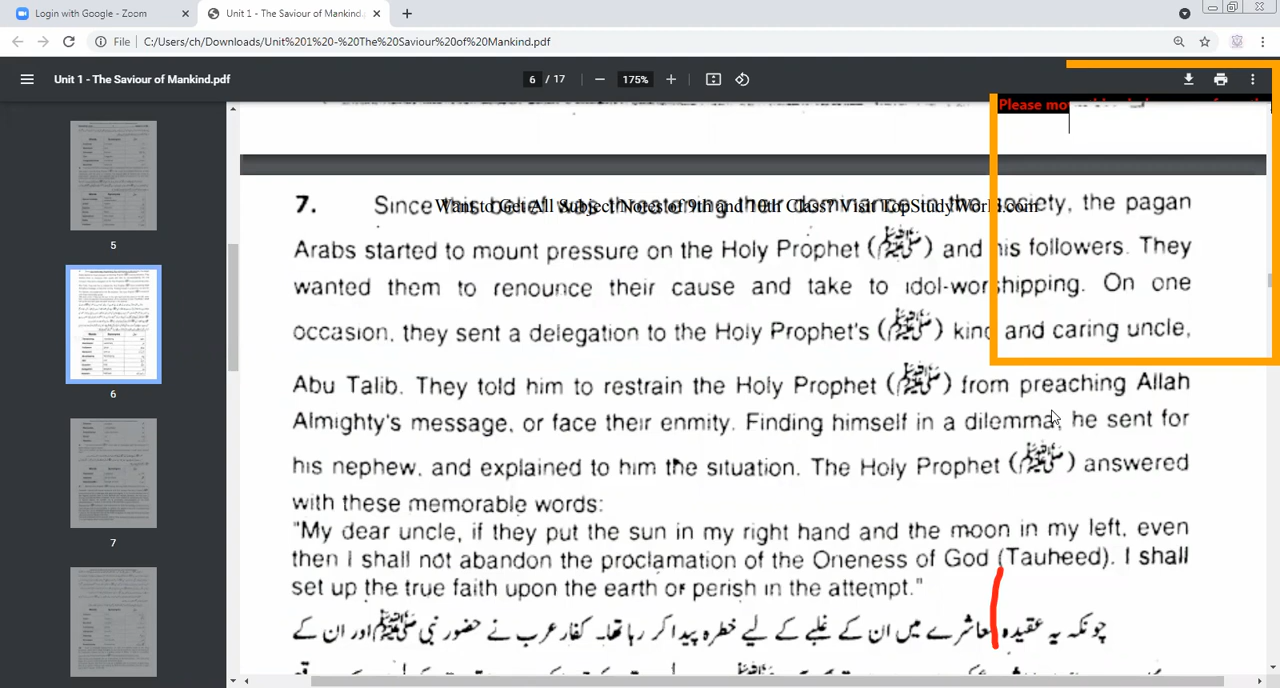 Login with Google - Zoom
Unit 1 - The Saviour of Mankind
File C:/Users/ch/Downloads/Unit%201%20-%20The%20Saviour%20of%20Mankind.pdf
Unit 1 - The Saviour of Mankind.pdf
6 / 17
175%
Please mo
5
6
7
Want to Get All Subject Notes of 9th and 10th Class? Visit TopStudyWorld.com
7. Since this belief was threatening their dominance in the society, the pagan
Arabs started to mount pressure on the Holy Prophet (ﷺ) and his followers. They
wanted them to renounce their cause and take to idol-worshipping. On one
occasion, they sent a delegation to the Holy Prophet's (ﷺ) kind and caring uncle,
Abu Talib. They told him to restrain the Holy Prophet (ﷺ) from preaching Allah
Almighty's message, or face their enmity. Finding himself in a dilemma, he sent for
his nephew, and explained to him the situation. The Holy Prophet (ﷺ) answered
with these memorable words:
"My dear uncle, if they put the sun in my right hand and the moon in my left, even
then I shall not abandon the proclamation of the Oneness of God (Tauheed). I shall
set up the true faith upon the earth or perish in the attempt."
چونکہ یہ عقیدہ معاشرے میں ان کے غلبے کے لیے خطرہ پیدا کر رہا تھا۔ کفار عرب نے حضور نبی ﷺ اور ان کے